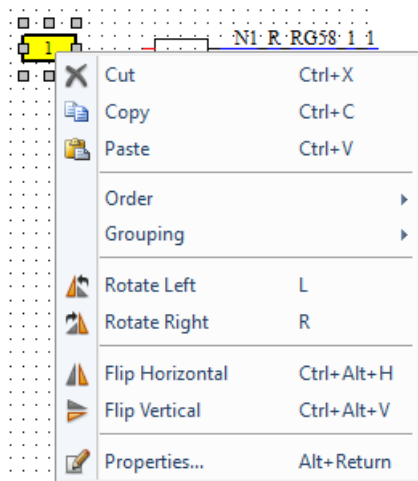 N1 R RG58 1 1
1
Cut Ctrl+X
Copy Ctrl+C
Paste Ctrl+V
Order
Grouping
Rotate Left L
Rotate Right R
Flip Horizontal Ctrl+Alt+H
Flip Vertical Ctrl+Alt+V
Properties... Alt+Return